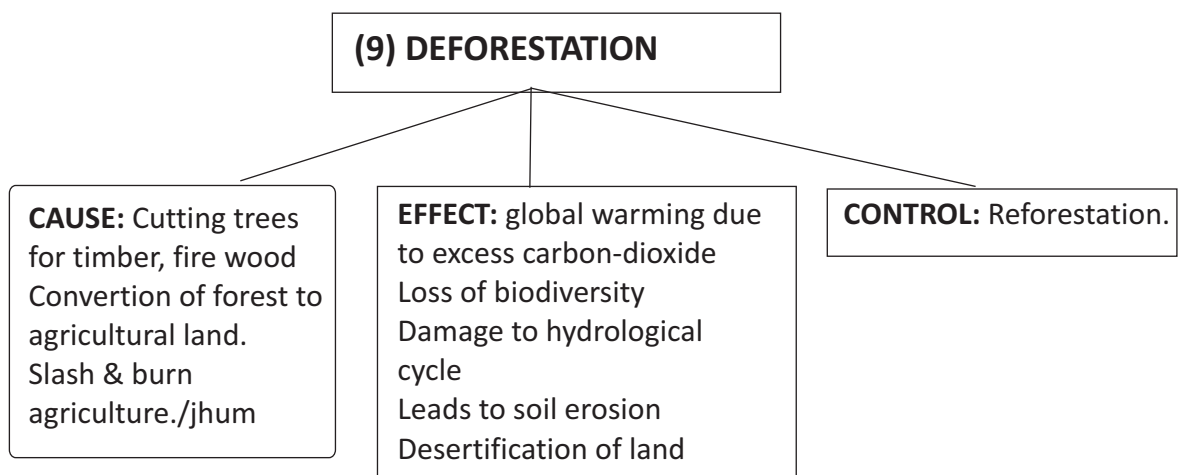 (9) DEFORESTATION
CAUSE: Cutting trees
for timber, fire wood
Convertion of forest to
agricultural land.
Slash & burn
agriculture./jhum
EFFECT: global warming due
to excess carbon-dioxide
Loss of biodiversity
Damage to hydrological
cycle
Leads to soil erosion
Desertification of land
CONTROL: Reforestation.